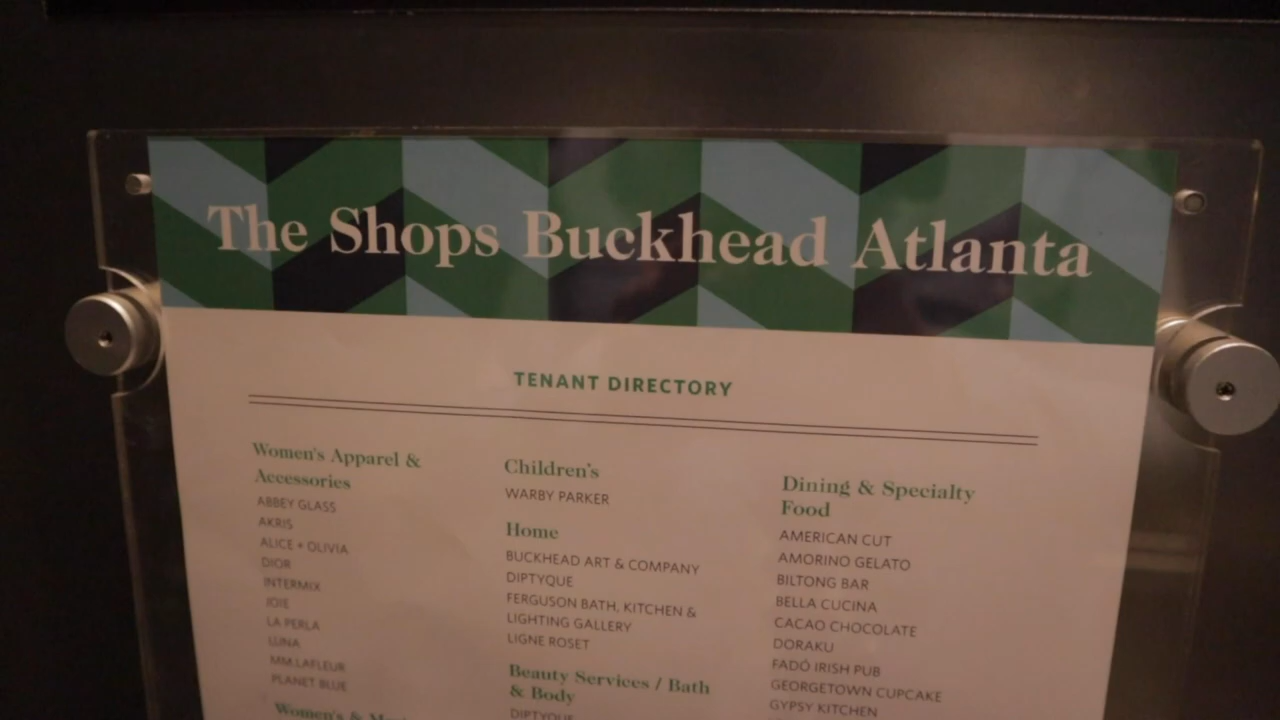 The Shops Buckhead Atlanta
TENANT DIRECTORY
Women's Apparel &
Accessories
ABBEY GLASS
AKRIS
ALICE + OLIVIA
DIOR
INTERMIX
JOIE
LA PERLA
LUNA
MM.LAFLEUR
PLANET BLUE
Women's &
Children's
WARBY PARKER
Home
BUCKHEAD ART & COMPANY
DIPTYQUE
FERGUSON BATH, KITCHEN &
LIGHTING GALLERY
LIGNE ROSET
Beauty Services / Bath
& Body
DIPTYQUE
Dining & Specialty
Food
AMERICAN CUT
AMORINO GELATO
BILTONG BAR
BELLA CUCINA
CACAO CHOCOLATE
DORAKU
FADÓ IRISH PUB
GEORGETOWN CUPCAKE
GYPSY KITCHEN